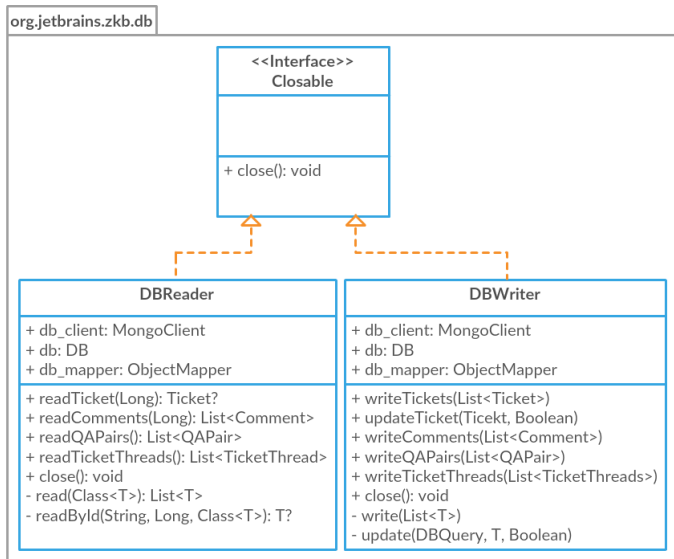 org.jetbrains.zkb.db
<<Interface>>
Closable
+ close(): void
DBReader
+ db_client: MongoClient
+ db: DB
+ db_mapper: ObjectMapper
+ readTicket(Long): Ticket?
+ readComments(Long): List<Comment>
+ readQAPairs(): List<QAPair>
+ readTicketThreads(): List<TicketThread>
+ close(): void
- read(Class<T>): List<T>
- readById(String, Long, Class<T>): T?
DBWriter
+ db_client: MongoClient
+ db: DB
+ db_mapper: ObjectMapper
+ writeTickets(List<Ticket>)
+ updateTicket(Ticekt, Boolean)
+ writeComments(List<Comment>)
+ writeQAPairs(List<QAPair>)
+ writeTicketThreads(List<TicketThreads>)
+ close(): void
- write(List<T>)
- update(DBQuery, T, Boolean)